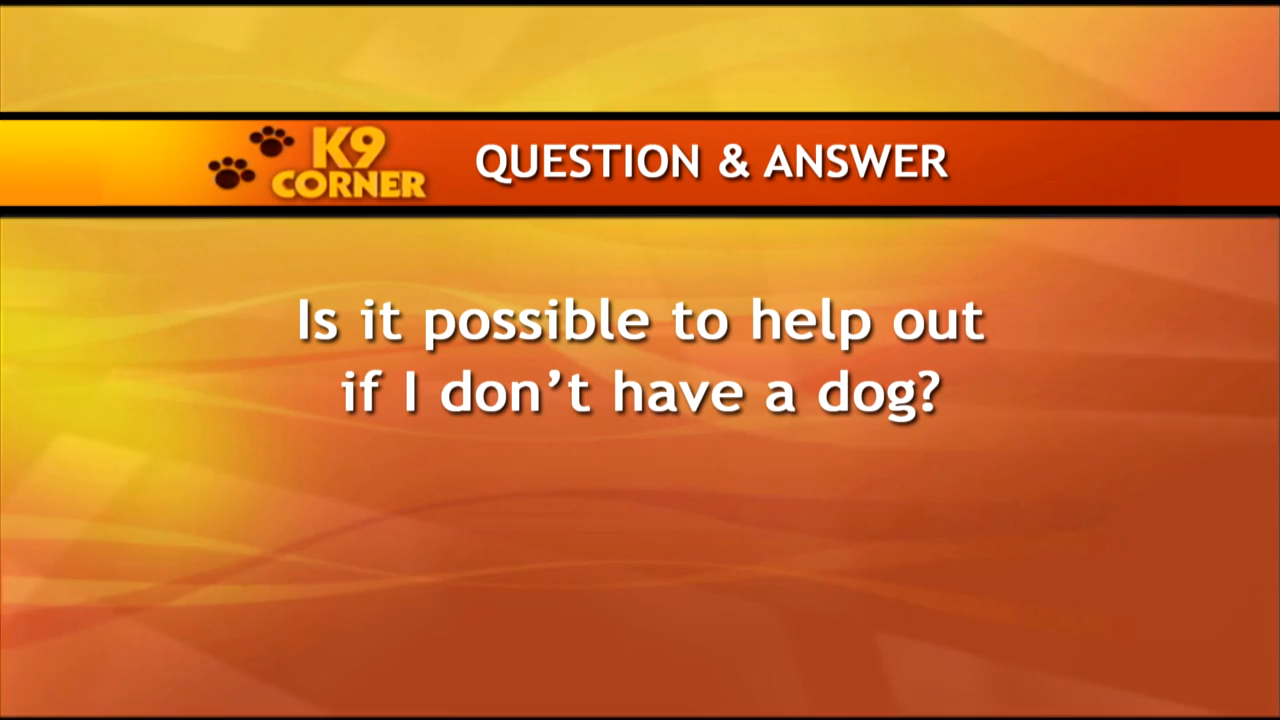 K9
CORNER
QUESTION & ANSWER
Is it possible to help out
if I don’t have a dog?